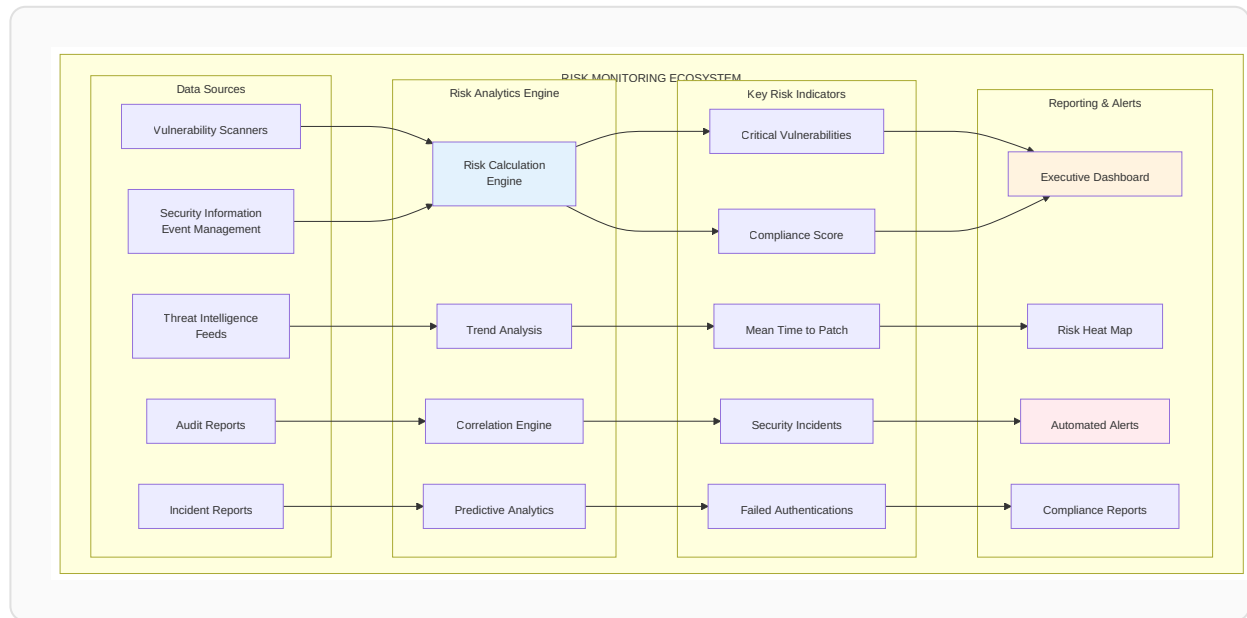 RISK MONITORING ECOSYSTEM
Data Sources
Vulnerability Scanners
Security Information
Event Management
Threat Intelligence
Feeds
Audit Reports
Incident Reports
Risk Analytics Engine
Risk Calculation
Engine
Trend Analysis
Correlation Engine
Predictive Analytics
Key Risk Indicators
Critical Vulnerabilities
Compliance Score
Mean Time to Patch
Security Incidents
Failed Authentications
Reporting & Alerts
Executive Dashboard
Risk Heat Map
Automated Alerts
Compliance Reports